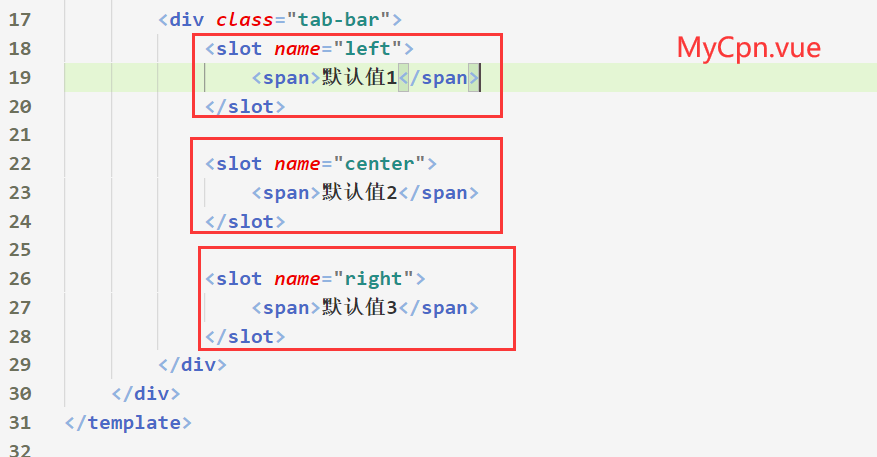 17 <div class="tab-bar">
MyCpn.vue
18 <slot name="left">
19 <span>默认值1</span>
20 </slot>
21
22 <slot name="center">
23 <span>默认值2</span>
24 </slot>
25
26 <slot name="right">
27 <span>默认值3</span>
28 </slot>
29 </div>
30 </div>
31 </template>
32